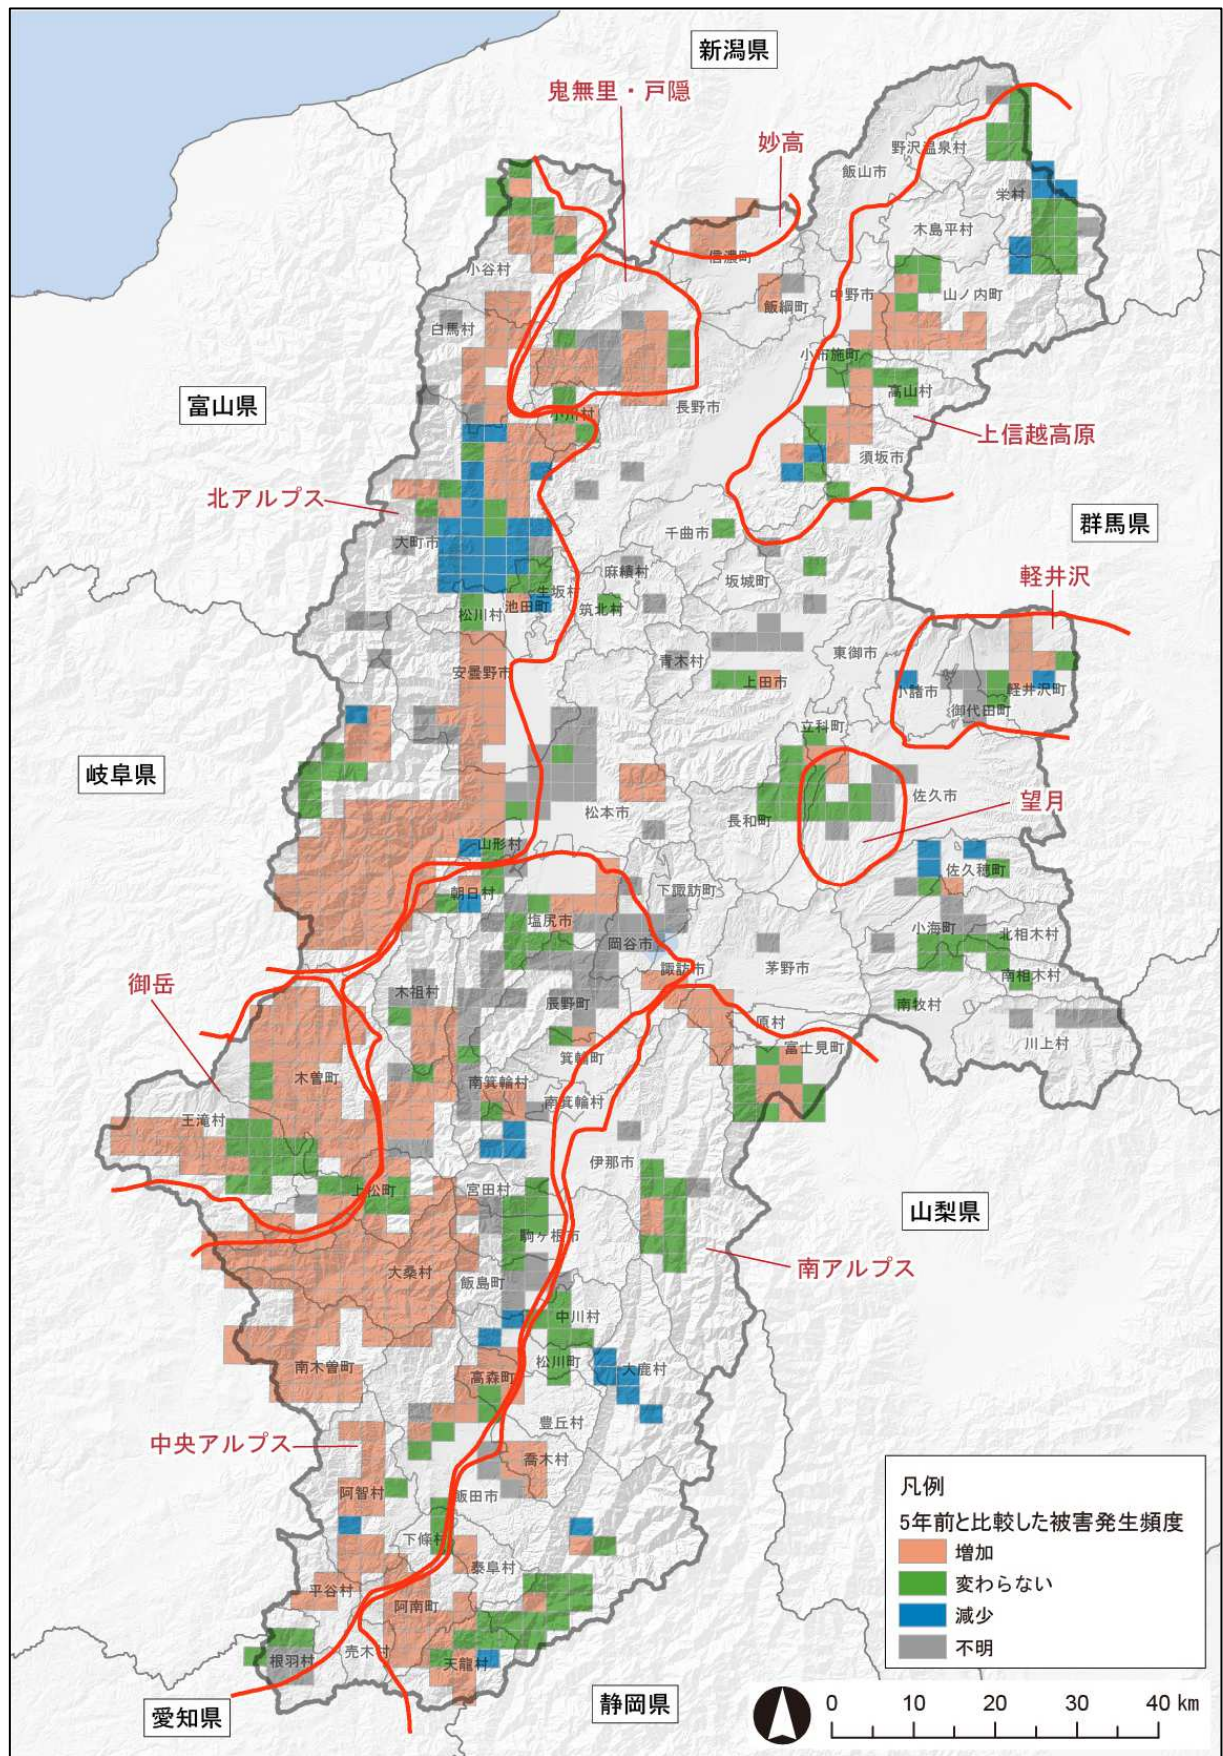 新潟県
鬼無里・戸隠
妙高
野沢温泉村
飯山市
栄村
木島平村
信濃町
小谷村
飯綱町
中野市
山ノ内町
白馬村
小布施町
高山村
富山県
小川村
長野市
上信越高原
須坂市
北アルプス
千曲市
群馬県
大町市
麻績村
坂城町
軽井沢
生坂村
池田町
筑北村
松川村
青木村
東御市
安曇野市
上田市
小諸市
軽井沢町
御代田町
立科町
岐阜県
佐久市
望月
松本市
長和町
山形村
佐久穂町
朝日村
下諏訪町
塩尻市
小海町
北相木村
岡谷市
諏訪市
茅野市
南相木村
御岳
木祖村
辰野町
南牧村
原村
川上村
箕輪町
富士見町
木曽町
南箕輪村
南箕輪村
王滝村
伊那市
上松町
宮田村
山梨県
駒ヶ根市
南アルプス
大桑村
飯島町
中川村
南木曽町
松川町
大鹿村
高森町
豊丘村
中央アルプス
喬木村
阿智村
飯田市
下條村
泰阜村
平谷村
阿南町
売木村
根羽村
天龍村
愛知県
静岡県
凡例
5年前と比較した被害発生頻度
増加
変わらない
減少
不明
0 10 20 30 40 km